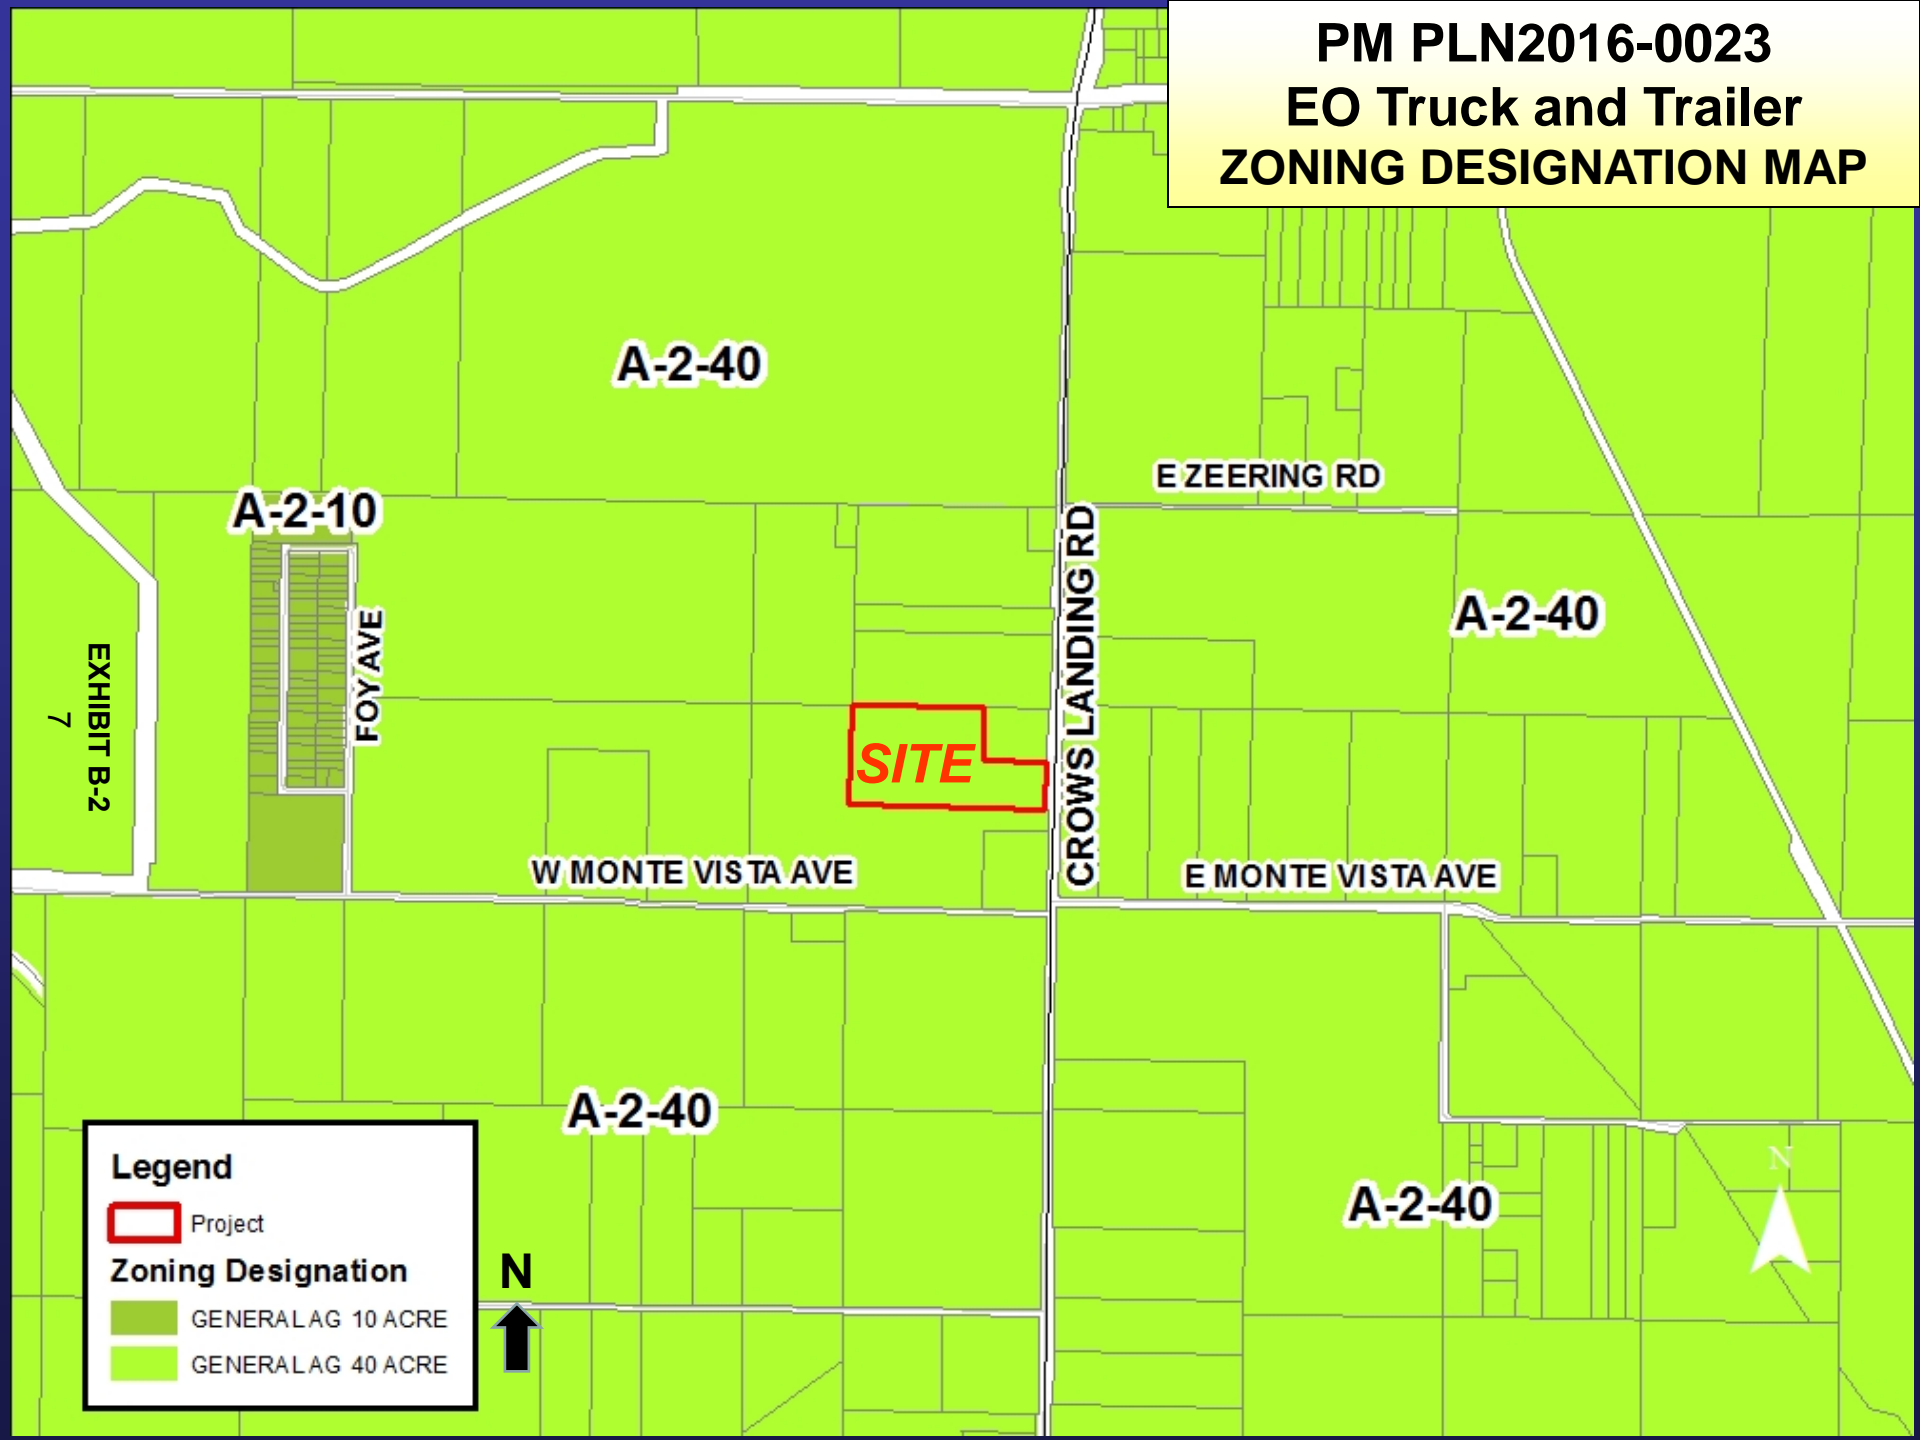 PM PLN2016-0023
EO Truck and Trailer
ZONING DESIGNATION MAP
A-2-40
E ZEERING RD
A-2-10
CROWS LANDING RD
A-2-40
FOY AVE
EXHIBIT B-2
7
SITE
W MONTE VISTA AVE
E MONTE VISTA AVE
A-2-40
A-2-40
N
Legend
Project
Zoning Designation
GENERAL AG 10 ACRE
GENERAL AG 40 ACRE
N